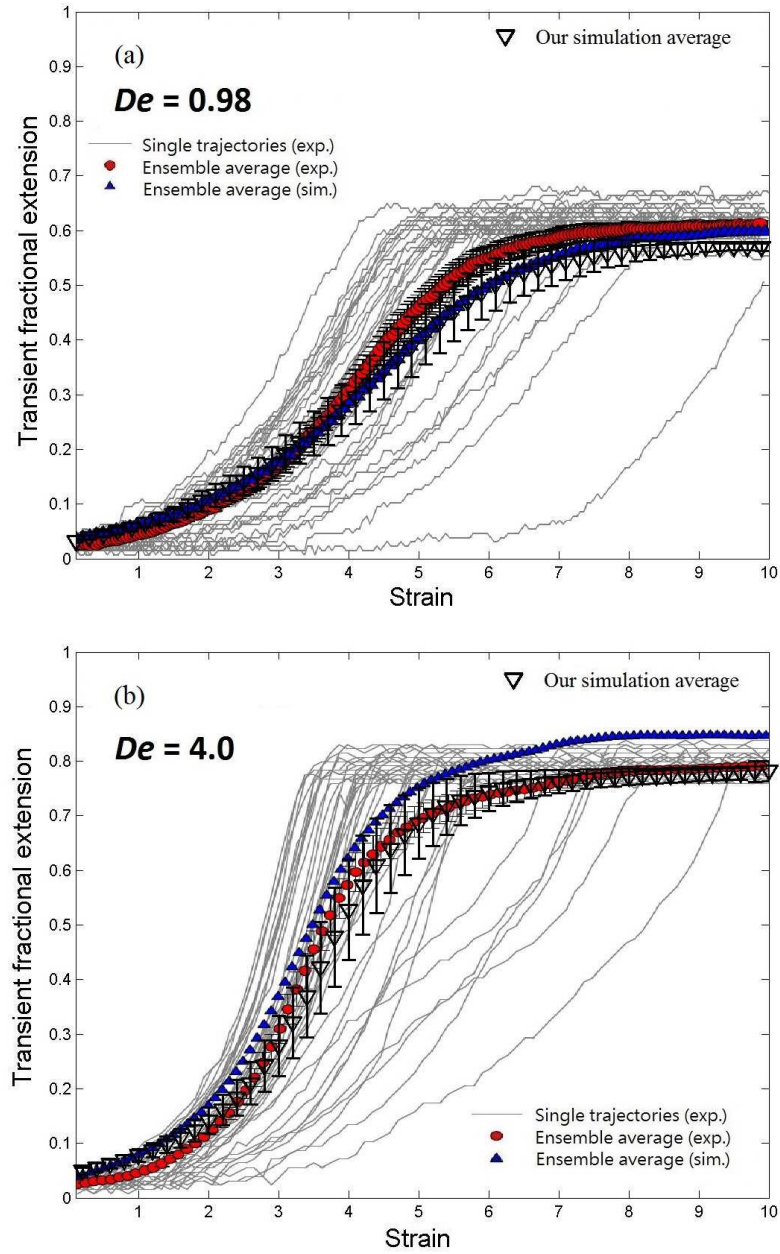 1
(a)
Our simulation average
0.9
De = 0.98
0.8
Single trajectories (exp.)
Ensemble average (exp.)
0.7
Ensemble average (sim.)
0.6
0.5
0.4
0.3
0.2
0.1
0
Transient fractional extension
1 2 3 4 5 6 7 8 9 10
Strain
1
(b)
Our simulation average
0.9
De = 4.0
0.8
0.7
0.6
0.5
0.4
0.3
0.2
Single trajectories (exp.)
Ensemble average (exp.)
0.1
Ensemble average (sim.)
0
Transient fractional extension
1 2 3 4 5 6 7 8 9 10
Strain